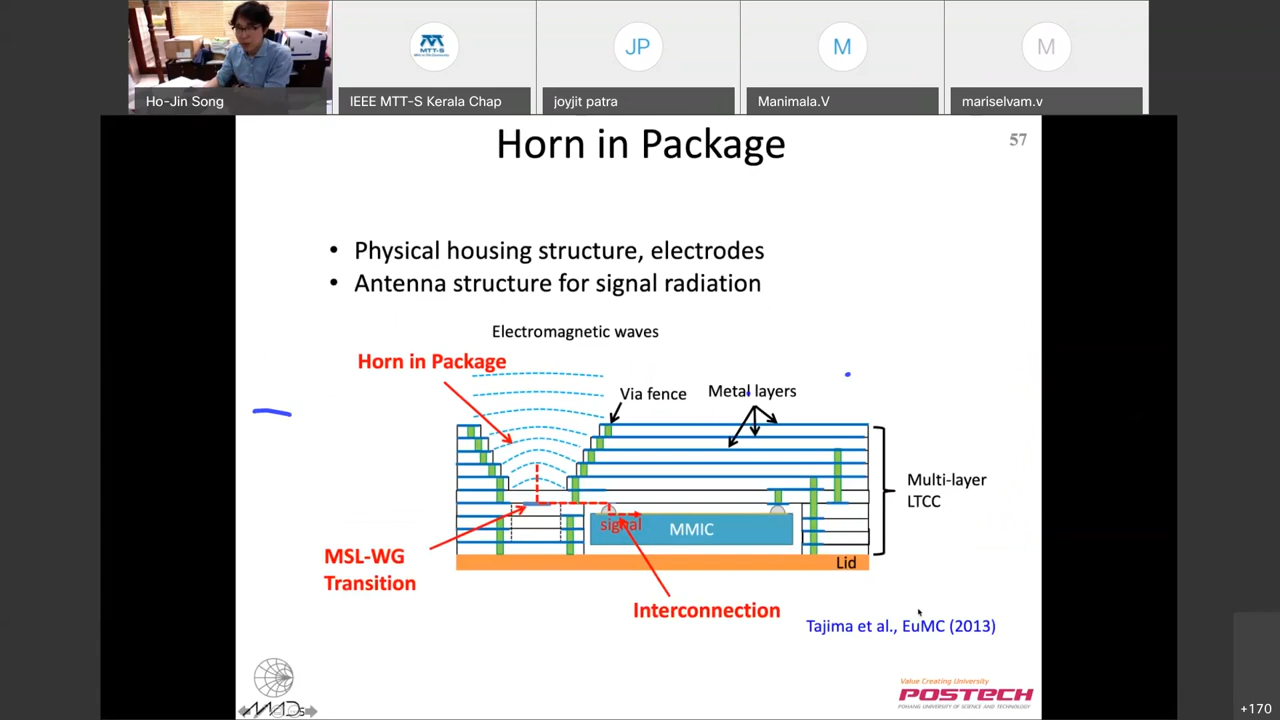 MTT-S
JP
M
M
Ho-Jin Song
IEEE MTT-S Kerala Chap
joyjit patra
Manimala.V
mariselvam.v
Horn in Package
57
• Physical housing structure, electrodes
• Antenna structure for signal radiation
Electromagnetic waves
Horn in Package
Via fence
Metal layers
Multi-layer
LTCC
signal
MMIC
MSL-WG
Transition
Lid
Interconnection
Tajima et al., EuMC (2013)
Value Creating University
POSTECH
POHANG UNIVERSITY OF SCIENCE AND TECHNOLOGY
+170